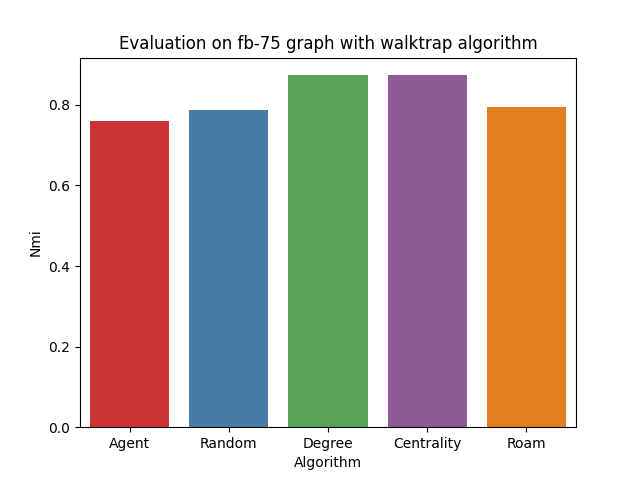 Evaluation on fb-75 graph with walktrap algorithm
0.8
0.6
0.4
0.2
0.0
Nmi
Agent Random Degree Centrality Roam
Algorithm